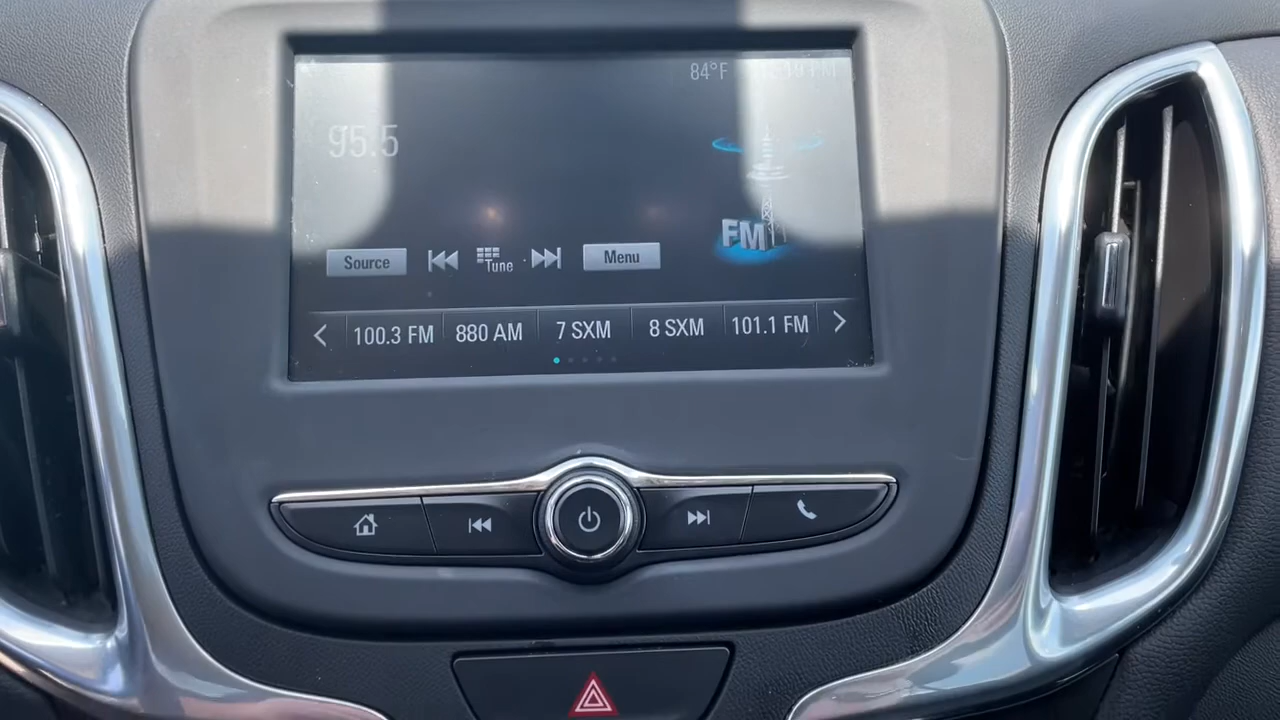 84°F
95.5
FM
Source Tune Menu
100.3 FM 880 AM 7 SXM 8 SXM 101.1 FM